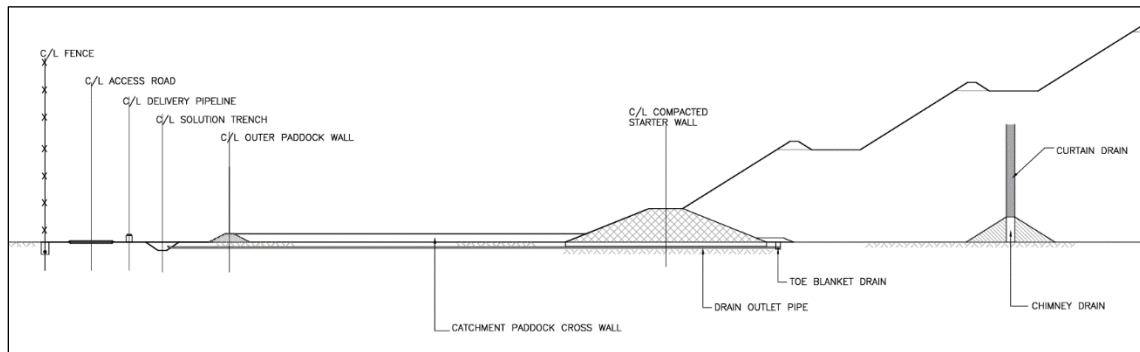 C/L FENCE
C/L ACCESS ROAD
C/L DELIVERY PIPELINE
C/L SOLUTION TRENCH
C/L OUTER PADDOCK WALL
C/L COMPACTED
STARTER WALL
CURTAIN DRAIN
TOE BLANKET DRAIN
DRAIN OUTLET PIPE
CHIMNEY DRAIN
CATCHMENT PADDOCK CROSS WALL